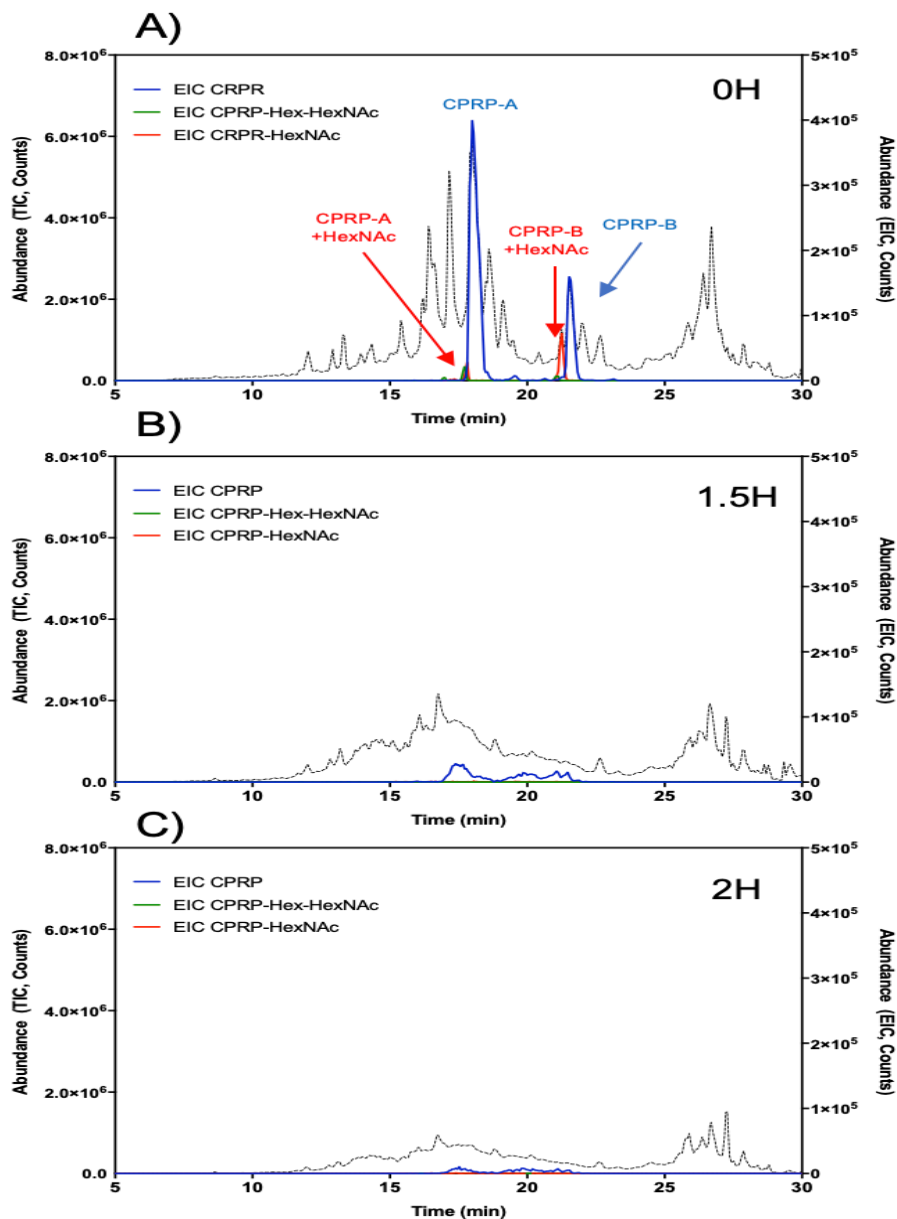 A)
8.0×10⁶
6.0×10⁶
4.0×10⁶
2.0×10⁶
0.0
Abundance (TIC, Counts)
EIC CRPR
EIC CPRP-Hex-HexNAc
EIC CRPR-HexNAc
CPRP-A
CPRP-A
+HexNAc
CPRP-B
+HexNAc
CPRP-B
0H
5×10⁵
4×10⁵
3×10⁵
2×10⁵
1×10⁵
0
Abundance (EIC, Counts)
5 10 15 20 25 30
Time (min)
B)
8.0×10⁶
6.0×10⁶
4.0×10⁶
2.0×10⁶
0.0
Abundance (TIC, Counts)
EIC CPRP
EIC CPRP-Hex-HexNAc
EIC CPRP-HexNAc
1.5H
5×10⁵
4×10⁵
3×10⁵
2×10⁵
1×10⁵
0
Abundance (EIC, Counts)
5 10 15 20 25 30
Time (min)
C)
8.0×10⁶
6.0×10⁶
4.0×10⁶
2.0×10⁶
0.0
Abundance (TIC, Counts)
EIC CPRP
EIC CPRP-Hex-HexNAc
EIC CPRP-HexNAc
2H
5×10⁵
4×10⁵
3×10⁵
2×10⁵
1×10⁵
0
Abundance (EIC, Counts)
5 10 15 20 25 30
Time (min)